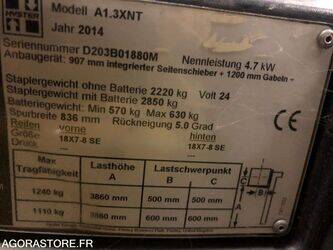 HYSTER
Modell A1.3XNT
Jahr 2014
Seriennummer D203B01880M
Nennleistung 4.7 kW
Anbaugerät: 907 mm integrierter Seitenschieber + 1200 mm Gabeln
Staplergewicht ohne Batterie 2220 kg Volt 24
Staplergewicht mit Batterie 2850 kg
Batteriegewicht: Min 570 kg Max 630 kg
Spurbreite 836 mm Rückneigung 5.0 Grad
Reifen vorne hinten
Größe 18X7-8 SE 18X7-8 SE
Druck ---
Max Tragfähigkeit Lasthöhe A Lastschwerpunkt B C
1240 kg 3860 mm 500 mm 500 mm
1110 kg 3860 mm 600 mm 600 mm
CE
C
B
A
AGORASTORE.FR